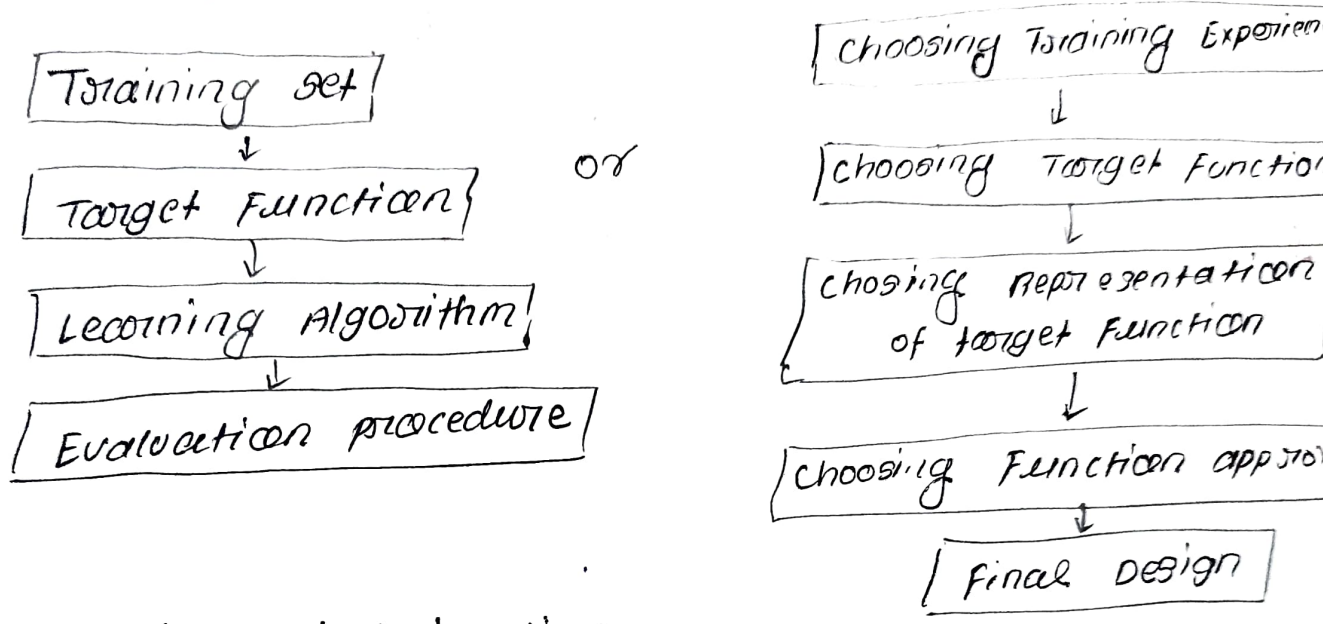 Training set
Target Function
Learning Algorithm
Evaluation procedure
or
Choosing Training Experien
Choosing Target Function
Chosing Representation
of target Function
Choosing Function appro
Final Design